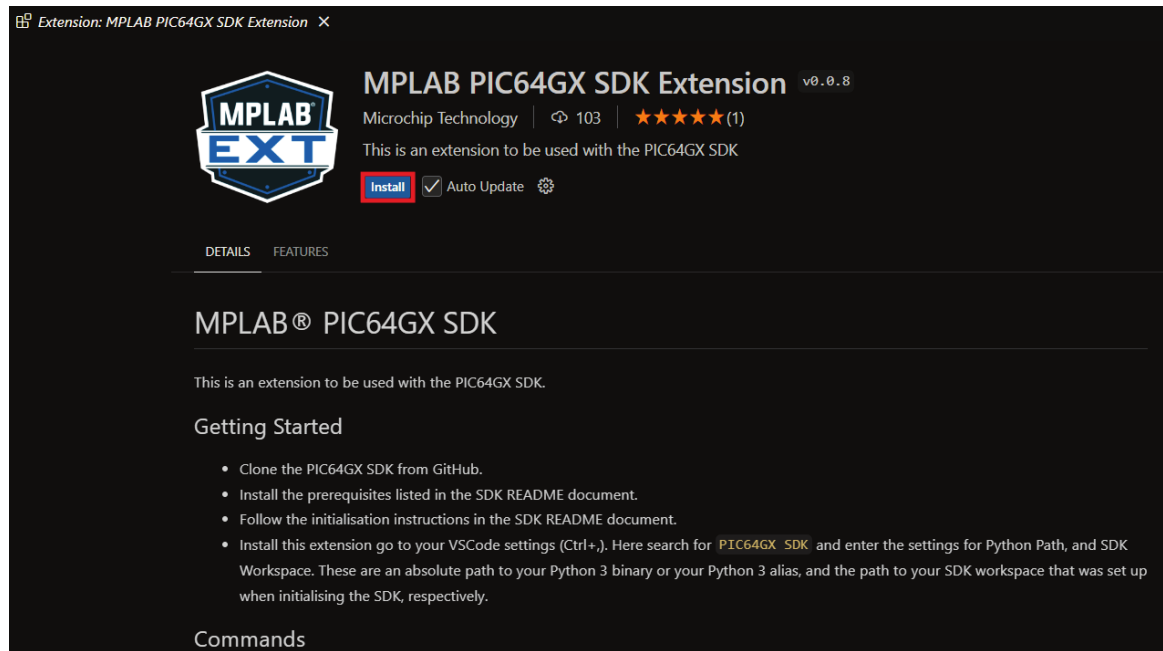 Extension: MPLAB PIC64GX SDK Extension
MPLAB®
EXT
MPLAB PIC64GX SDK Extension v0.0.8
Microchip Technology 103 ★★★★★(1)
This is an extension to be used with the PIC64GX SDK
Install Auto Update
DETAILS FEATURES
MPLAB® PIC64GX SDK
This is an extension to be used with the PIC64GX SDK.
Getting Started
• Clone the PIC64GX SDK from GitHub.
• Install the prerequisites listed in the SDK README document.
• Follow the initialisation instructions in the SDK README document.
• Install this extension go to your VSCode settings (Ctrl+,). Here search for PIC64GX SDK and enter the settings for Python Path, and SDK
Workspace. These are an absolute path to your Python 3 binary or your Python 3 alias, and the path to your SDK workspace that was set up
when initialising the SDK, respectively.
Commands